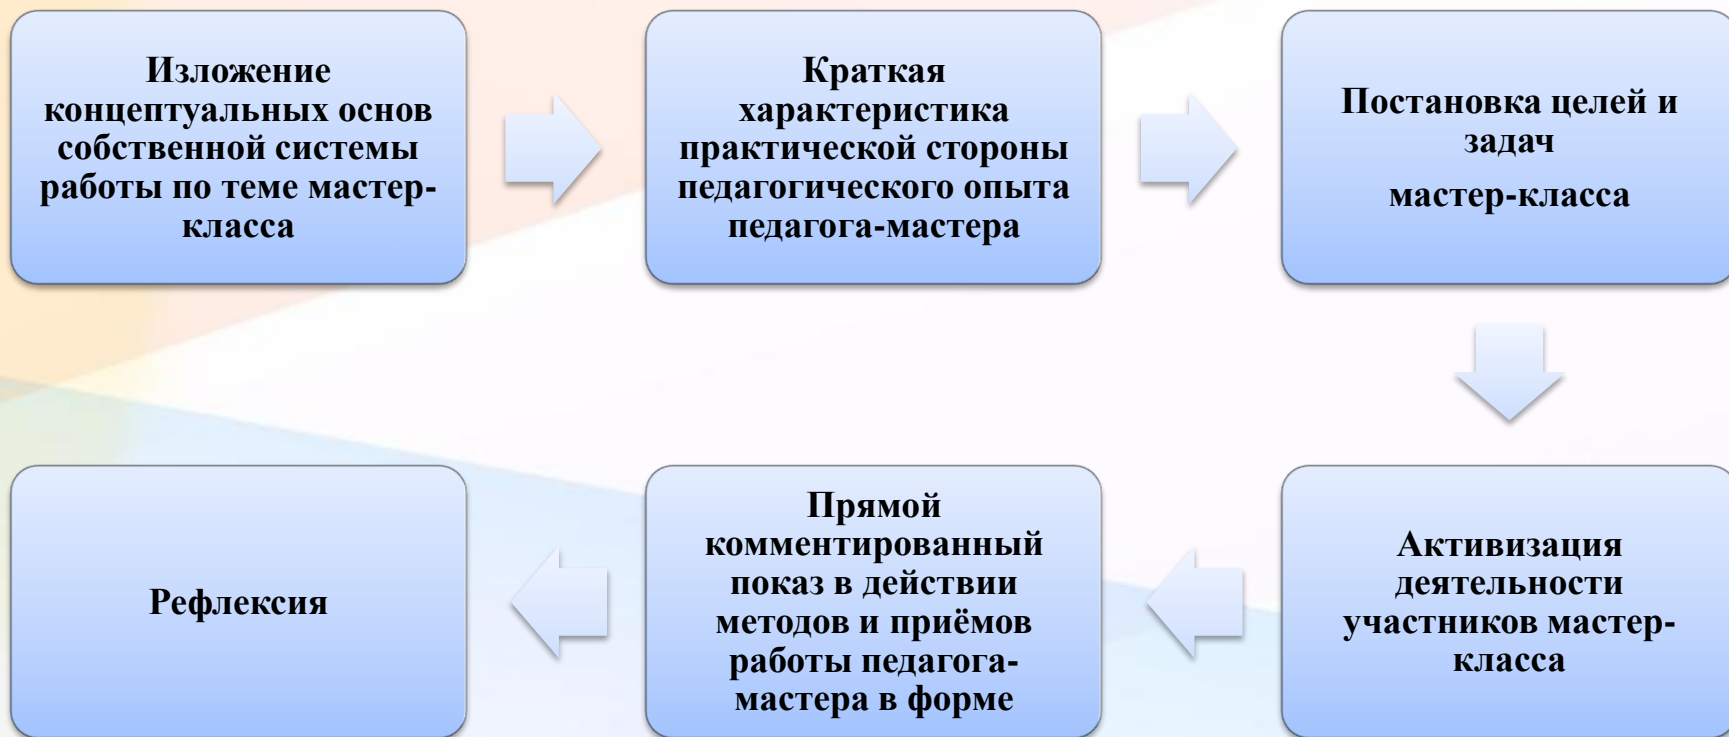 Изложение
концептуальных основ
собственной системы
работы по теме мастер-
класса
Краткая
характеристика
практической стороны
педагогического опыта
педагога-мастера
Постановка целей и
задач
мастер-класса
Активизация
деятельности
участников мастер-
класса
Прямой
комментированный
показ в действии
методов и приёмов
работы педагога-
мастера в форме
Рефлексия